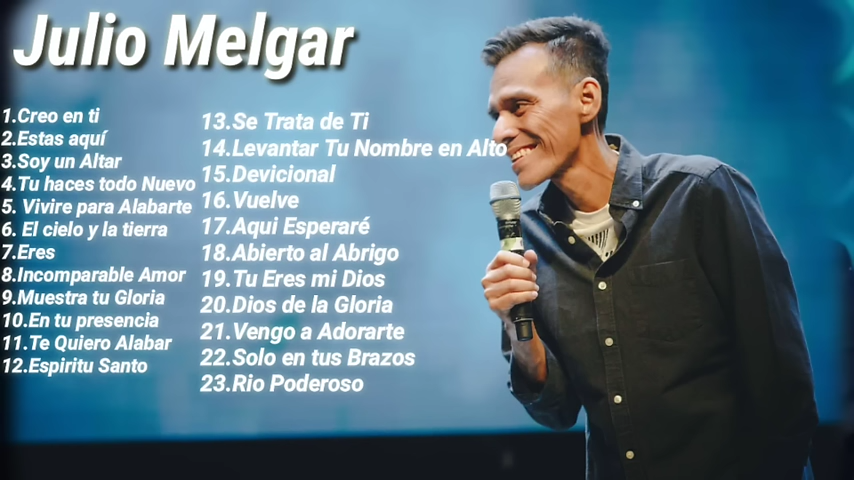 Julio Melgar
1.Creo en ti
2.Estas aquí
3.Soy un Altar
4.Tu haces todo Nuevo
5. Vivire para Alabarte
6. El cielo y la tierra
7.Eres
8.Incomparable Amor
9.Muestra tu Gloria
10.En tu presencia
11.Te Quiero Alabar
12.Espiritu Santo
13.Se Trata de Ti
14.Levantar Tu Nombre en Alto
15.Devicional
16.Vuelve
17.Aqui Esperaré
18.Abierto al Abrigo
19.Tu Eres mi Dios
20.Dios de la Gloria
21.Vengo a Adorarte
22.Solo en tus Brazos
23.Rio Poderoso